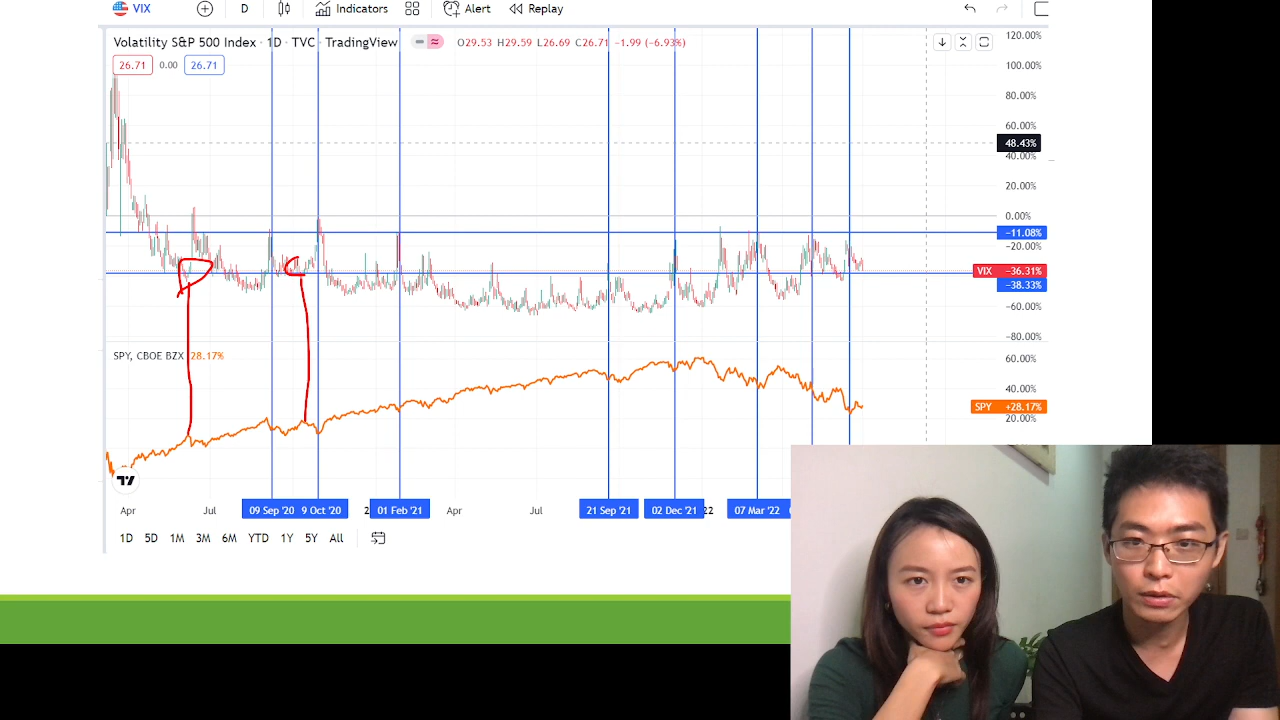 VIX D Indicators Alert Replay
Volatility S&P 500 Index · 1D · TVC · TradingView O29.53 H29.59 L26.69 C26.71 -1.99 (-6.93%)
26.71 0.00 26.71
120.00%
100.00%
80.00%
60.00%
48.43%
40.00%
20.00%
0.00%
-11.08%
-20.00%
VIX -36.31%
-38.33%
-60.00%
-80.00%
SPY, CBOE BZX 28.17%
60.00%
40.00%
SPY +28.17%
20.00%
Apr Jul 09 Sep '20 9 Oct '20 2 01 Feb '21 Apr Jul 21 Sep '21 02 Dec '21 22 07 Mar '22
1D 5D 1M 3M 6M YTD 1Y 5Y All